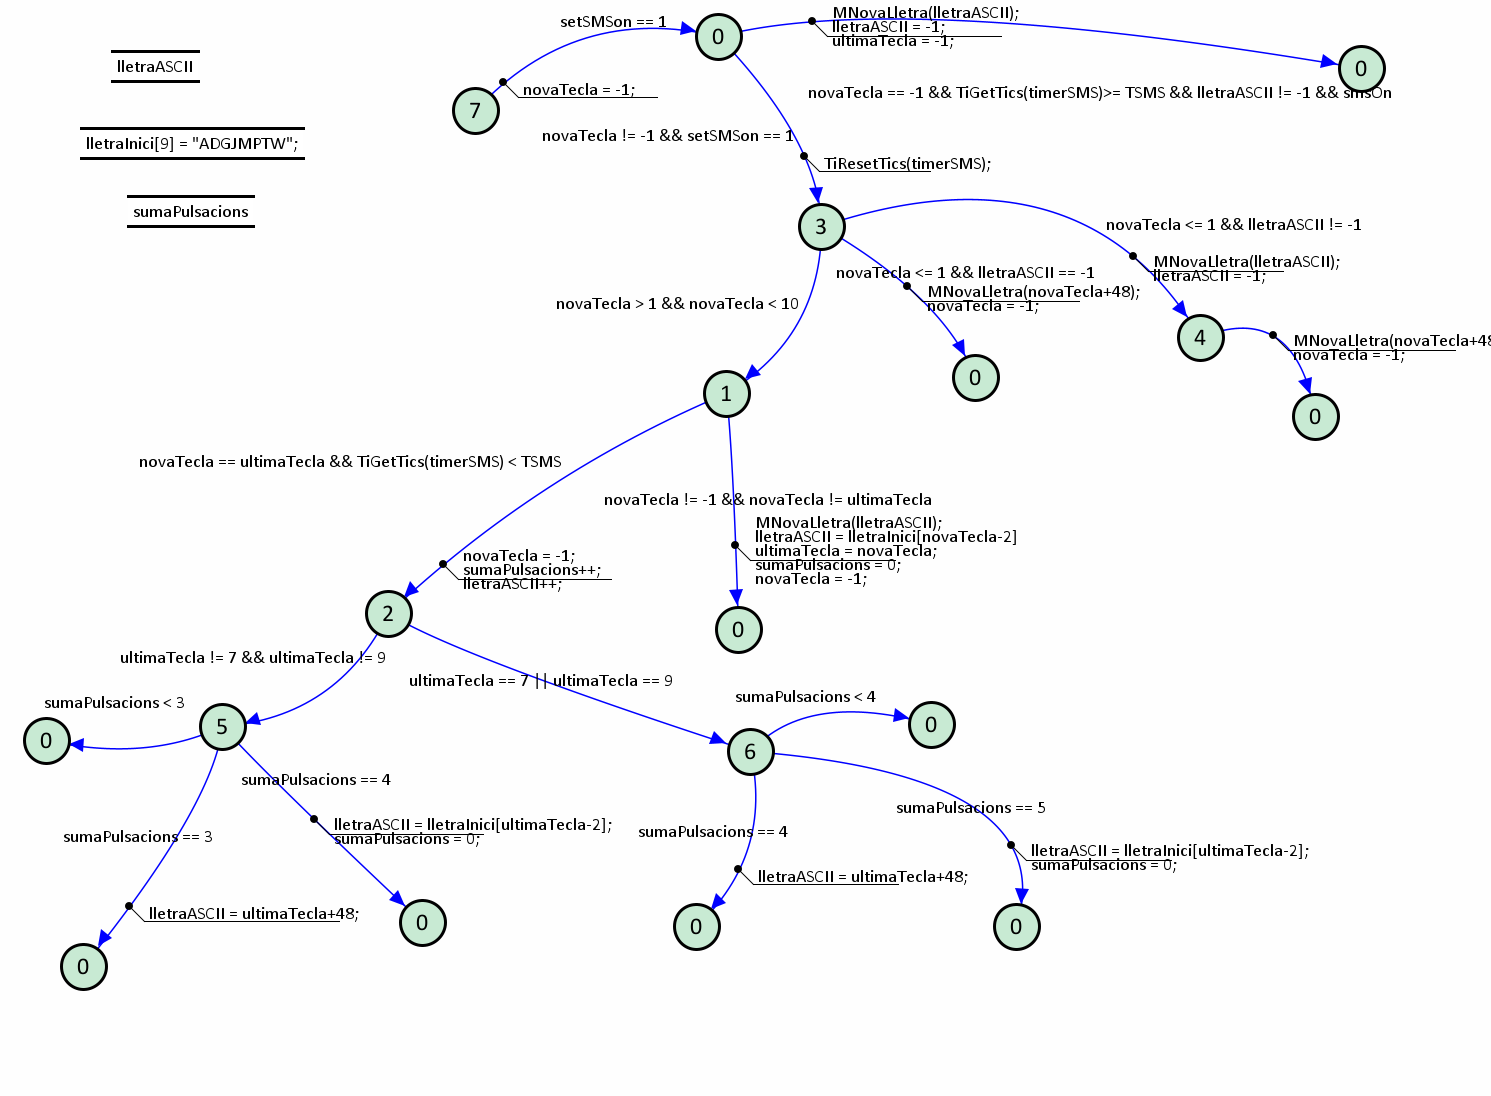 setSMSon == 1
0
MNovaLletra(lletraASCII);
lletraASCII = -1;
ultimaTecla = -1;
0
lletraASCII
novaTecla = -1;
7
novaTecla == -1 && TiGetTics(timerSMS)>= TSMS && lletraASCII != -1 && smsOn
lletraInici[9] = "ADGJMPTW";
novaTecla != -1 && setSMSon == 1
TiResetTics(timerSMS);
sumaPulsacions
3
novaTecla <= 1 && lletraASCII != -1
MNovaLletra(lletraASCII);
lletraASCII = -1;
novaTecla <= 1 && lletraASCII == -1
MNovaLletra(novaTecla+48);
novaTecla = -1;
novaTecla > 1 && novaTecla < 10
4
MNovaLletra(novaTecla+48
novaTecla = -1;
0
1
0
novaTecla == ultimaTecla && TiGetTics(timerSMS) < TSMS
novaTecla != -1 && novaTecla != ultimaTecla
MNovaLletra(lletraASCII);
lletraASCII = lletraInici[novaTecla-2]
ultimaTecla = novaTecla;
sumaPulsacions = 0;
novaTecla = -1;
novaTecla = -1;
sumaPulsacions++;
lletraASCII++;
2
0
ultimaTecla != 7 && ultimaTecla != 9
ultimaTecla == 7 || ultimaTecla == 9
sumaPulsacions < 3
sumaPulsacions < 4
0
5
6
0
sumaPulsacions == 4
sumaPulsacions == 5
sumaPulsacions == 3
lletraASCII = lletraInici[ultimaTecla-2];
sumaPulsacions = 0;
sumaPulsacions == 4
lletraASCII = lletraInici[ultimaTecla-2];
sumaPulsacions = 0;
lletraASCII = ultimaTecla+48;
lletraASCII = ultimaTecla+48;
0
0
0
0